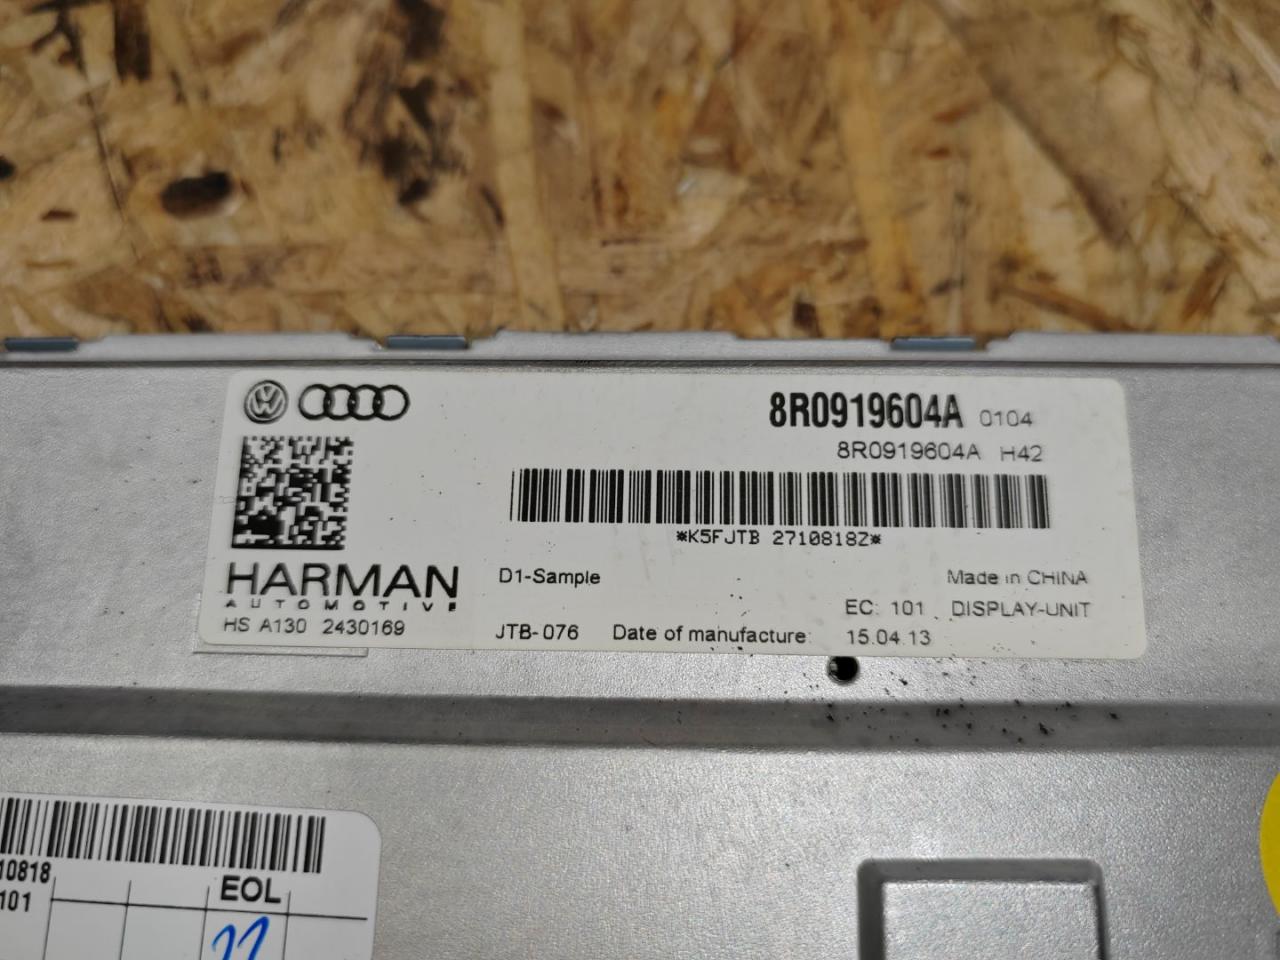 8R0919604A 0104
8R0919604A H42
*K5FJTB 2710818Z*
HARMAN
AUTOMOTIVE
HS A130 2430169
D1-Sample
Made in CHINA
EC: 101 DISPLAY-UNIT
JTB-076 Date of manufacture: 15.04.13
10818
101
EOL